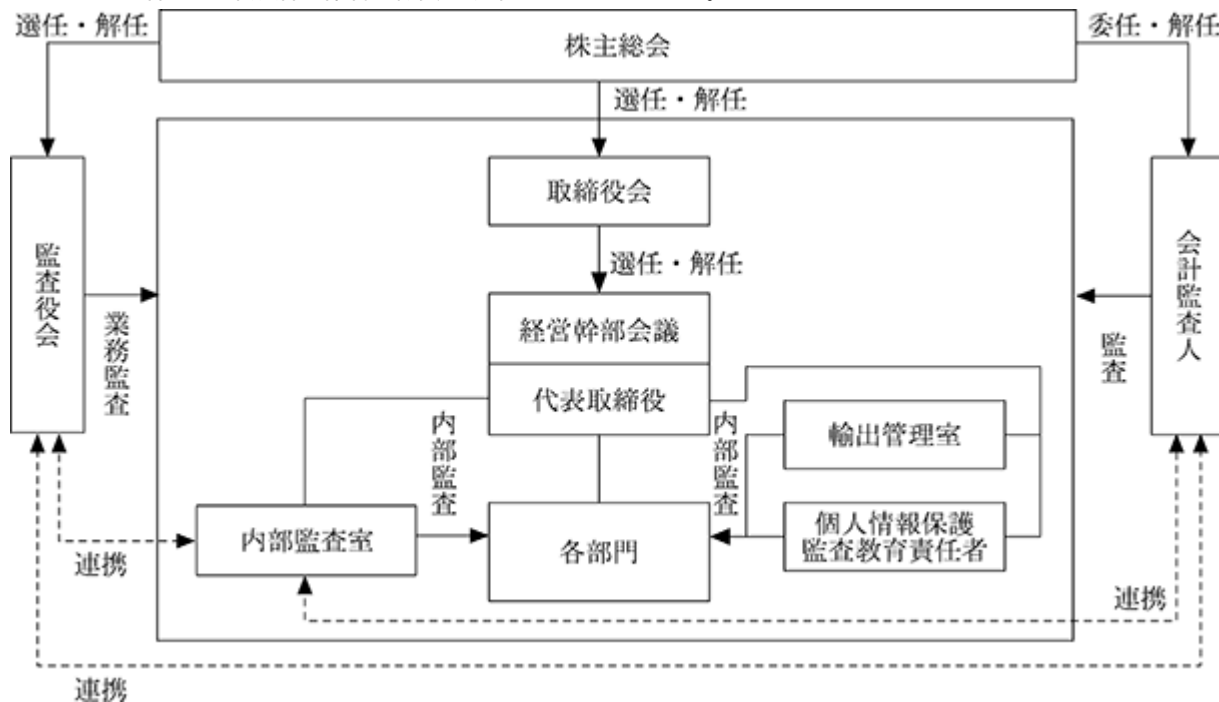 選任・解任
株主総会
委任・解任
選任・解任
取締役会
選任・解任
監査役会
業務監査
会計監査人
監査
経営幹部会議
代表取締役
内部監査
内部監査
輸出管理室
内部監査室
各部門
個人情報保護
監査教育責任者
連携
連携
連携